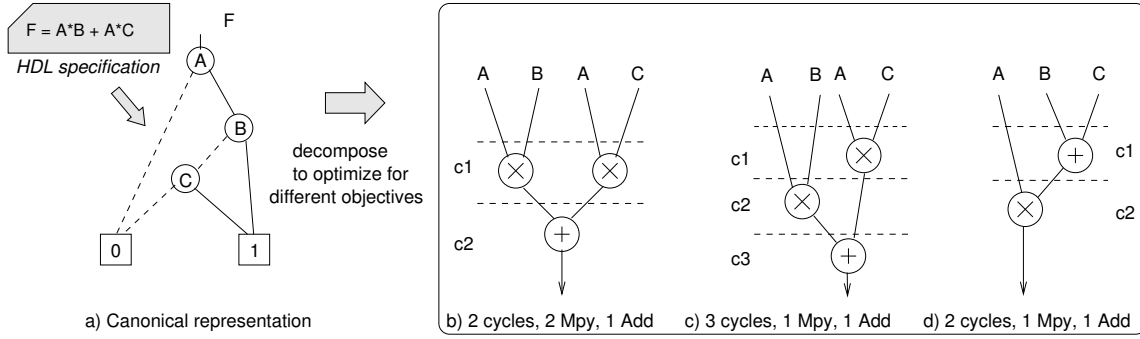 F = A*B + A*C
HDL specification
F
A
B
C
0
1
decompose
to optimize for
different objectives
a) Canonical representation
A B A C
c1
×
×
c2
+
b) 2 cycles, 2 Mpy, 1 Add
A B A C
c1
×
c2
×
c3
+
c) 3 cycles, 1 Mpy, 1 Add
A B C
+
c1
×
c2
d) 2 cycles, 1 Mpy, 1 Add